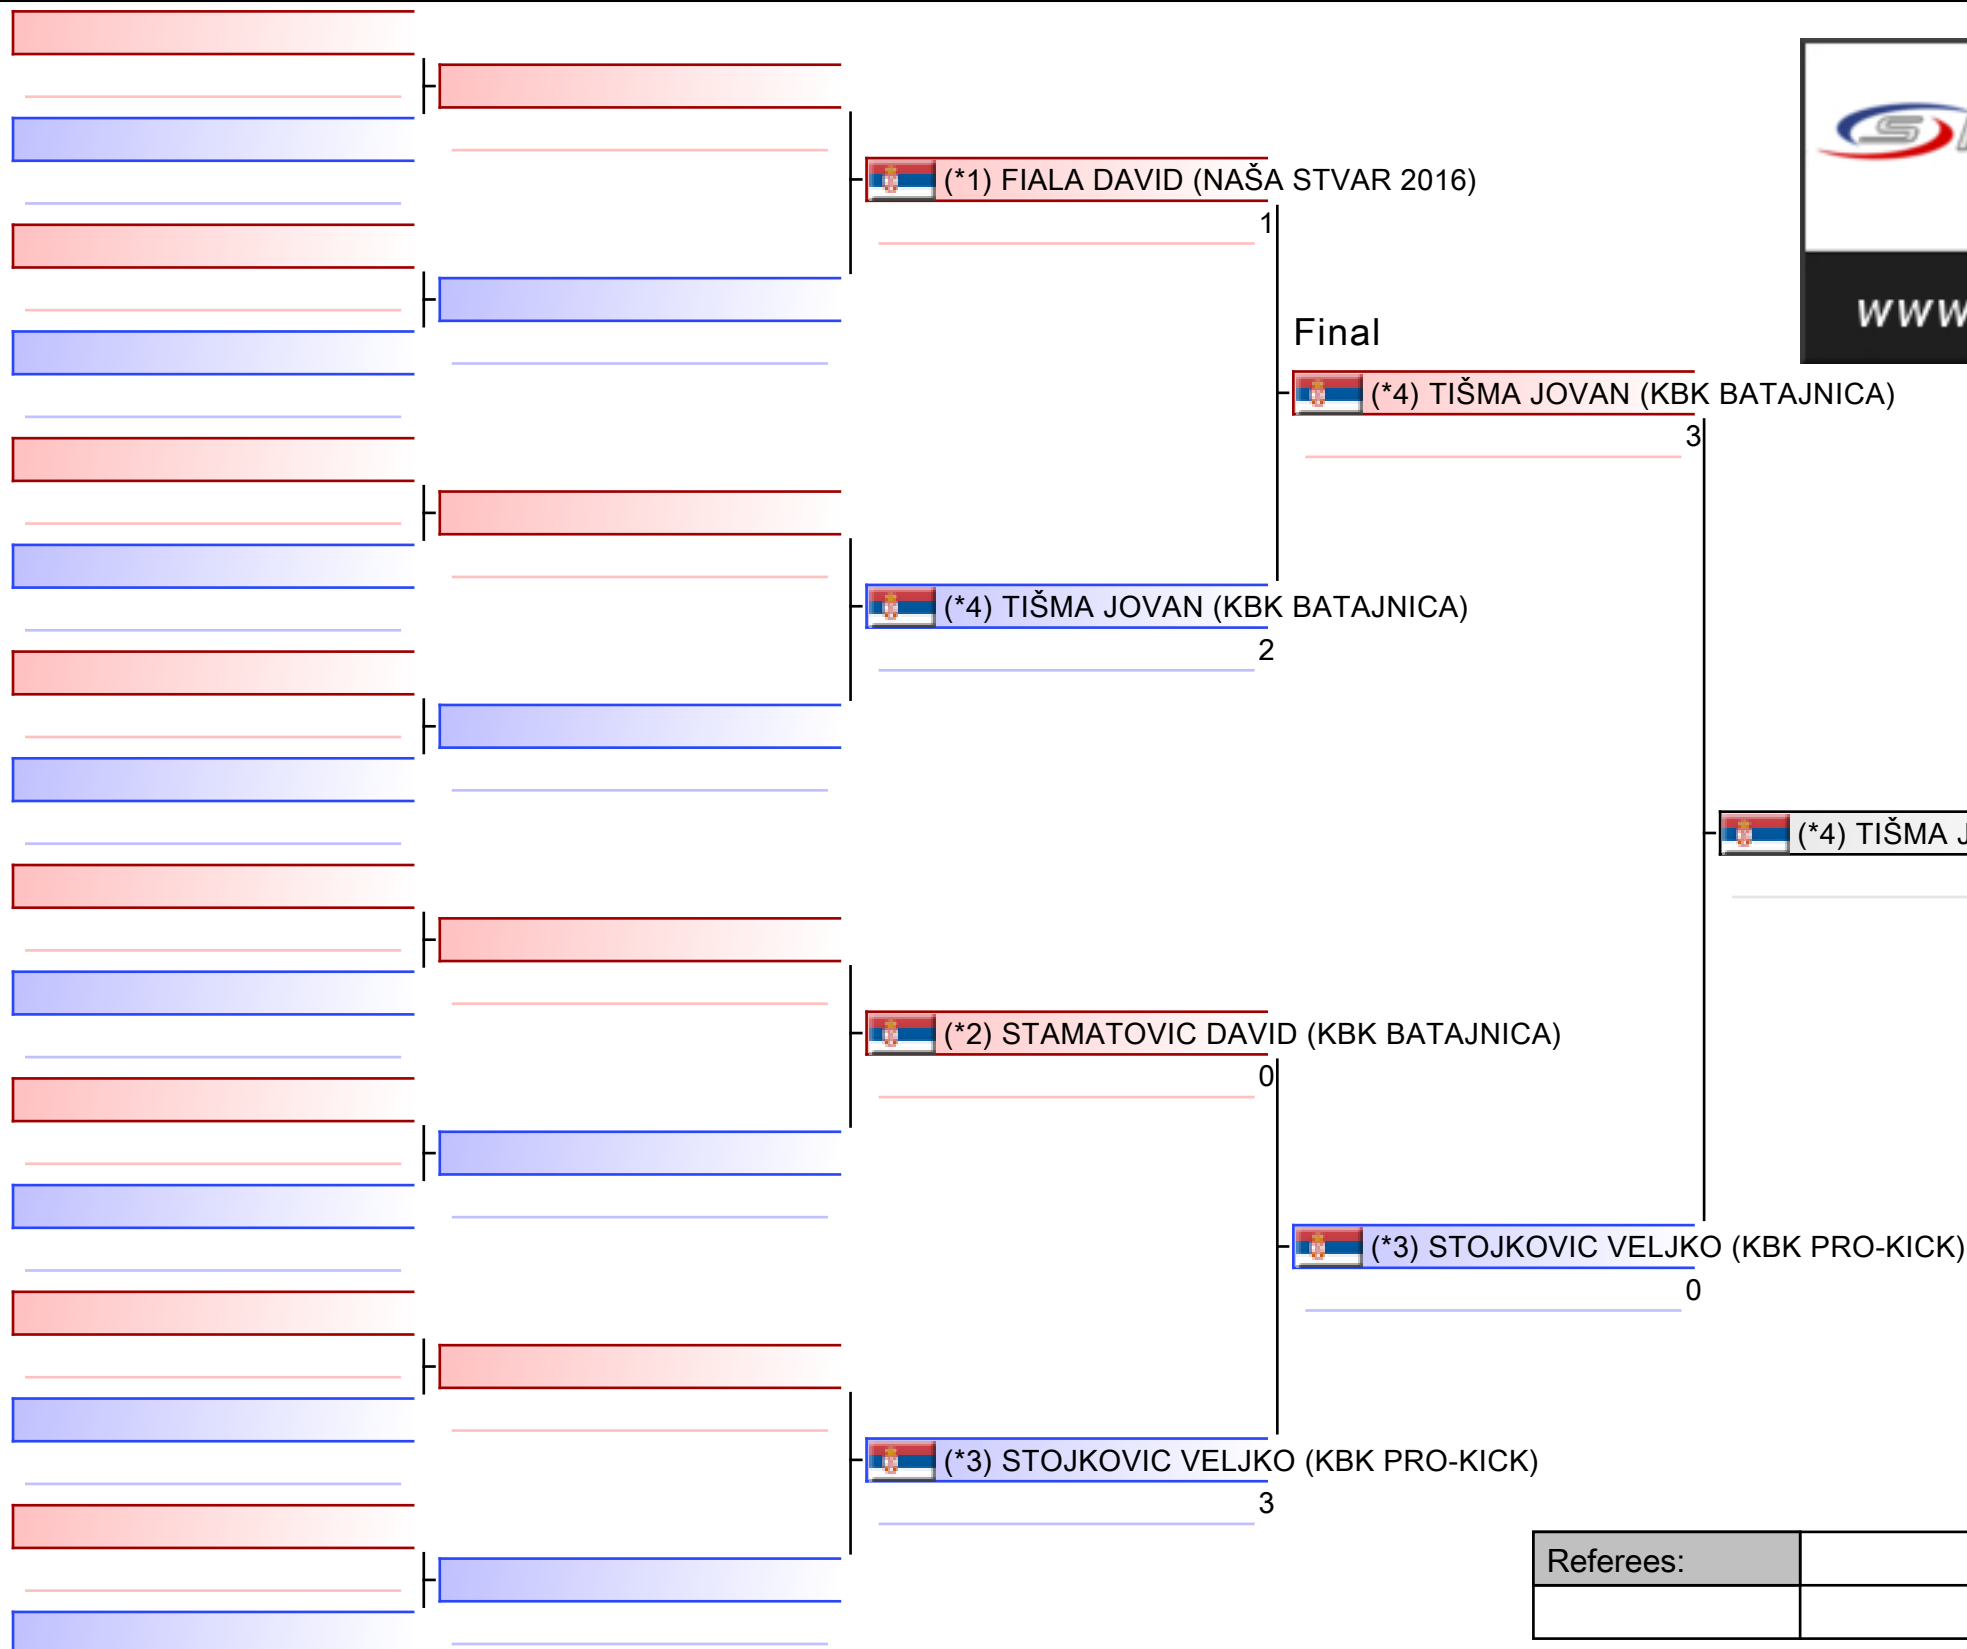 (*1) FIALA DAVID (NAŠA STVAR 2016)
1
Final
www
(*4) TIŠMA JOVAN (KBK BATAJNICA)
3
(*4) TIŠMA JOVAN (KBK BATAJNICA)
2
(*4) TIŠMA J
(*2) STAMATOVIC DAVID (KBK BATAJNICA)
0
(*3) STOJKOVIC VELJKO (KBK PRO-KICK)
0
(*3) STOJKOVIC VELJKO (KBK PRO-KICK)
3
Referees: